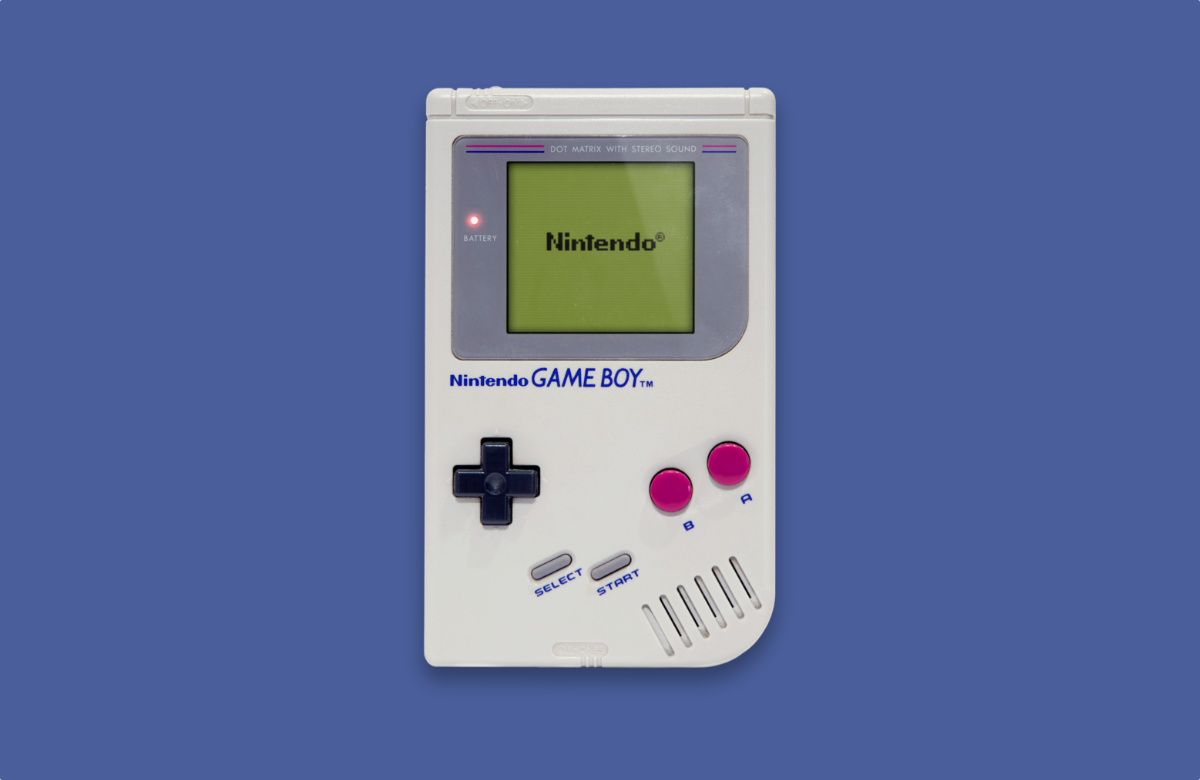 DOT MATRIX WITH STEREO SOUND
BATTERY
Nintendo®
Nintendo GAME BOY™
A
B
SELECT
START